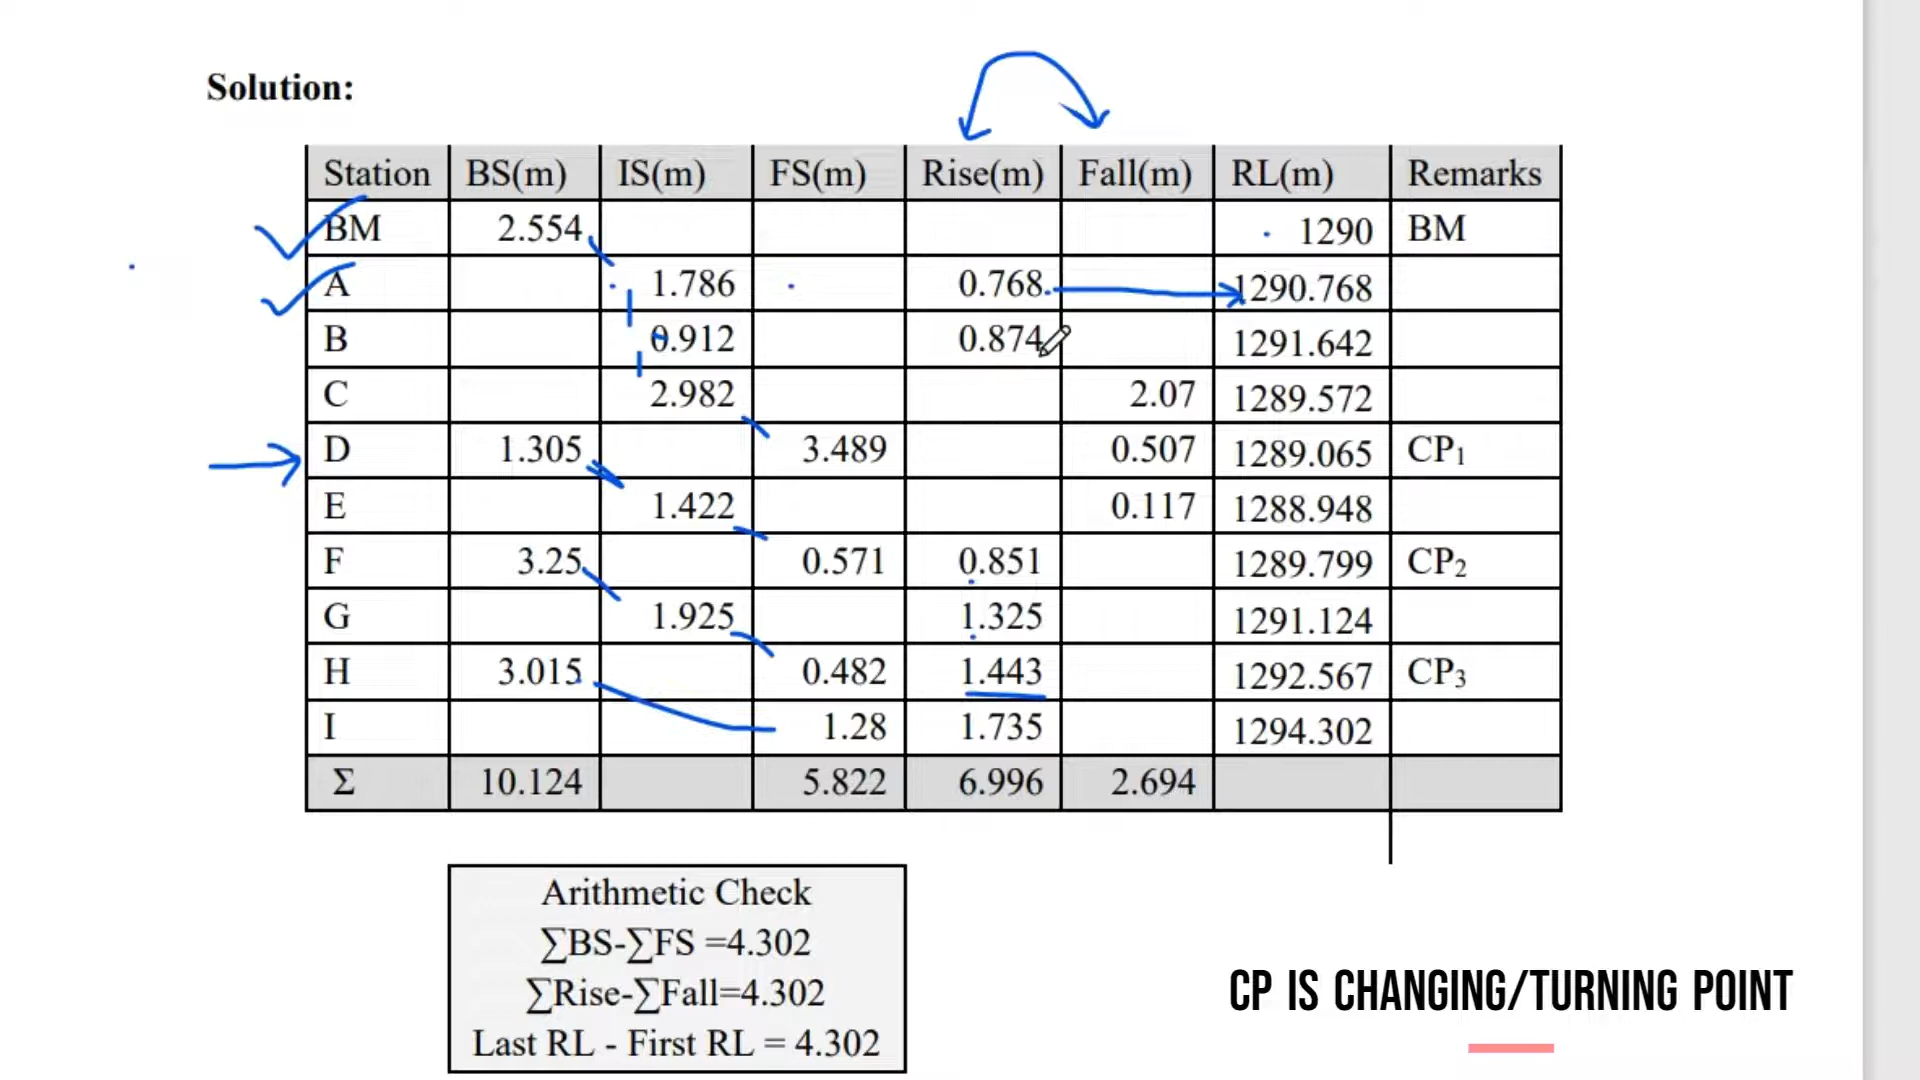 Solution:
Station BS(m) IS(m) FS(m) Rise(m) Fall(m) RL(m) Remarks
BM 2.554 1290 BM
A 1.786 0.768 1290.768
B 0.912 0.874 1291.642
C 2.982 2.07 1289.572
D 1.305 3.489 0.507 1289.065 CP₁
E 1.422 0.117 1288.948
F 3.25 0.571 0.851 1289.799 CP₂
G 1.925 1.325 1291.124
H 3.015 0.482 1.443 1292.567 CP₃
I 1.28 1.735 1294.302
Σ 10.124 5.822 6.996 2.694
Arithmetic Check
∑BS-∑FS =4.302
∑Rise-∑Fall=4.302
Last RL - First RL = 4.302
CP IS CHANGING/TURNING POINT